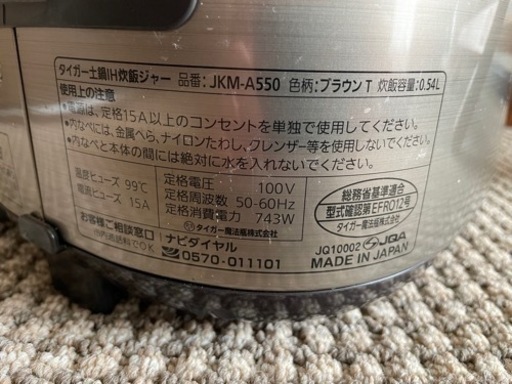 タイガー土鍋IH炊飯ジャー 品番:JKM-A550 色柄:ブラウンT 炊飯容量:0.54L
使用上の注意
・電源は、定格15A以上のコンセントを単独で使用してください。
・内なべには、金属へら、ナイロンたわし、クレンザー等を使用しないでください。
・内なべと本体の間には絶対に水を入れないでください。
温度ヒューズ 99℃
電流ヒューズ 15A
定格電圧 100V
定格周波数 50-60Hz
定格消費電力 743W
タイガー魔法瓶株式会社
総務省基準適合
型式確認第EFR012号
タイガー魔法瓶株式会社
お客様ご相談窓口
市内通話料でOK
ナビダイヤル
0570-011101
JQ10002 JQA
MADE IN JAPAN